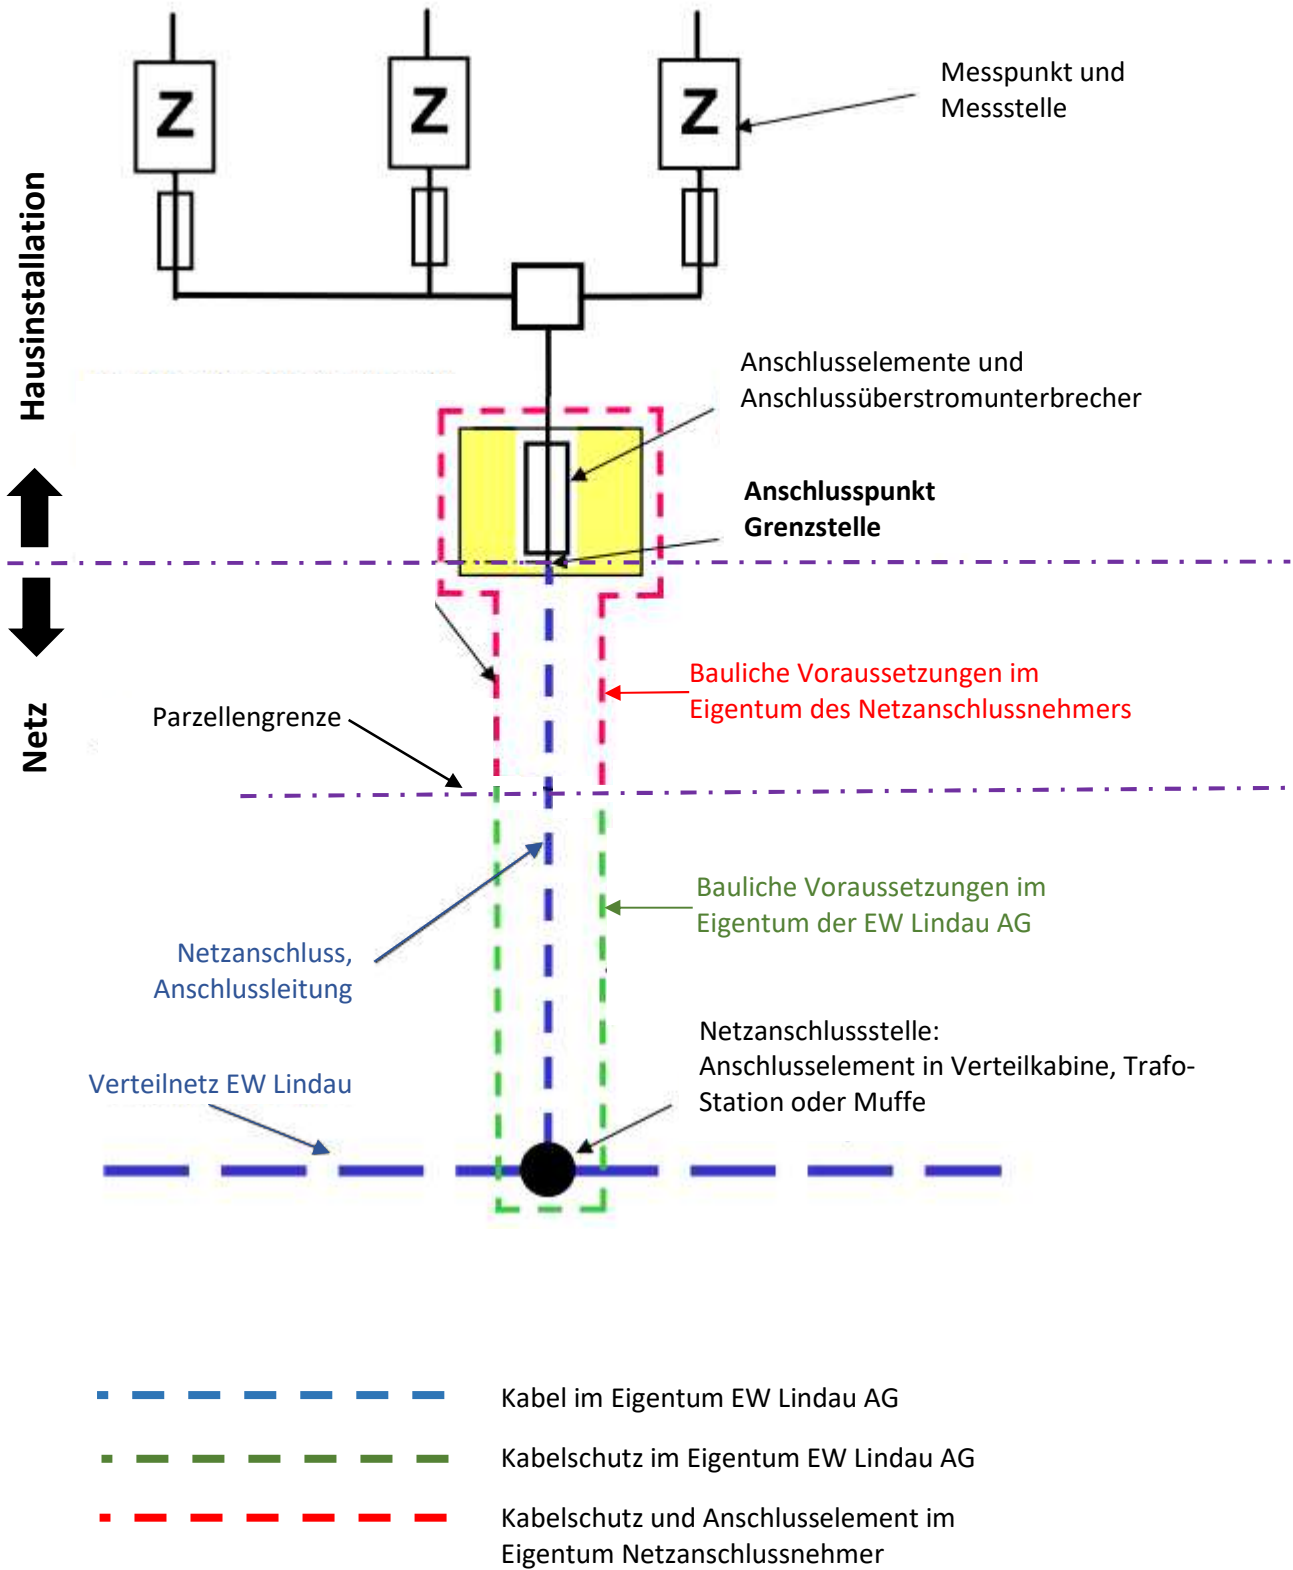 Z
Z
Z
Messpunkt und
Messstelle
Hausinstallation
Anschlusselemente und
Anschlussüberstromunterbrecher
Anschlusspunkt
Grenzstelle
Netz
Bauliche Voraussetzungen im
Eigentum des Netzanschlussnehmers
Parzellengrenze
Bauliche Voraussetzungen im
Eigentum der EW Lindau AG
Netzanschluss,
Anschlussleitung
Netzanschlussstelle:
Anschlusselement in Verteilkabine, Trafo-
Station oder Muffe
Verteilnetz EW Lindau
Kabel im Eigentum EW Lindau AG
Kabelschutz im Eigentum EW Lindau AG
Kabelschutz und Anschlusselement im
Eigentum Netzanschlussnehmer